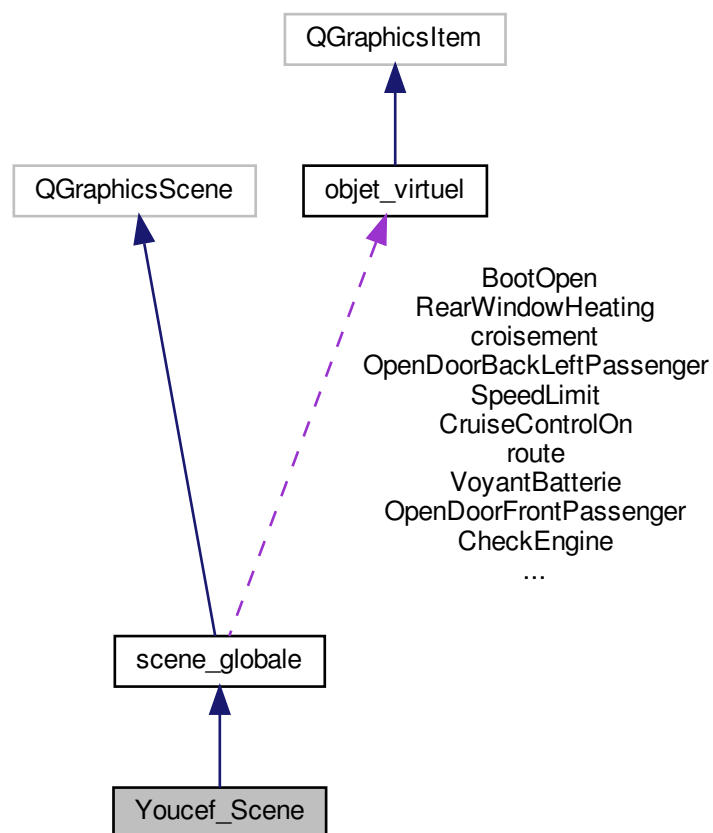 QGraphicsItem
QGraphicsScene
objet_virtuel
BootOpen
RearWindowHeating
croisement
OpenDoorBackLeftPassenger
SpeedLimit
CruiseControlOn
route
VoyantBatterie
OpenDoorFrontPassenger
CheckEngine
...
scene_globale
Youcef_Scene